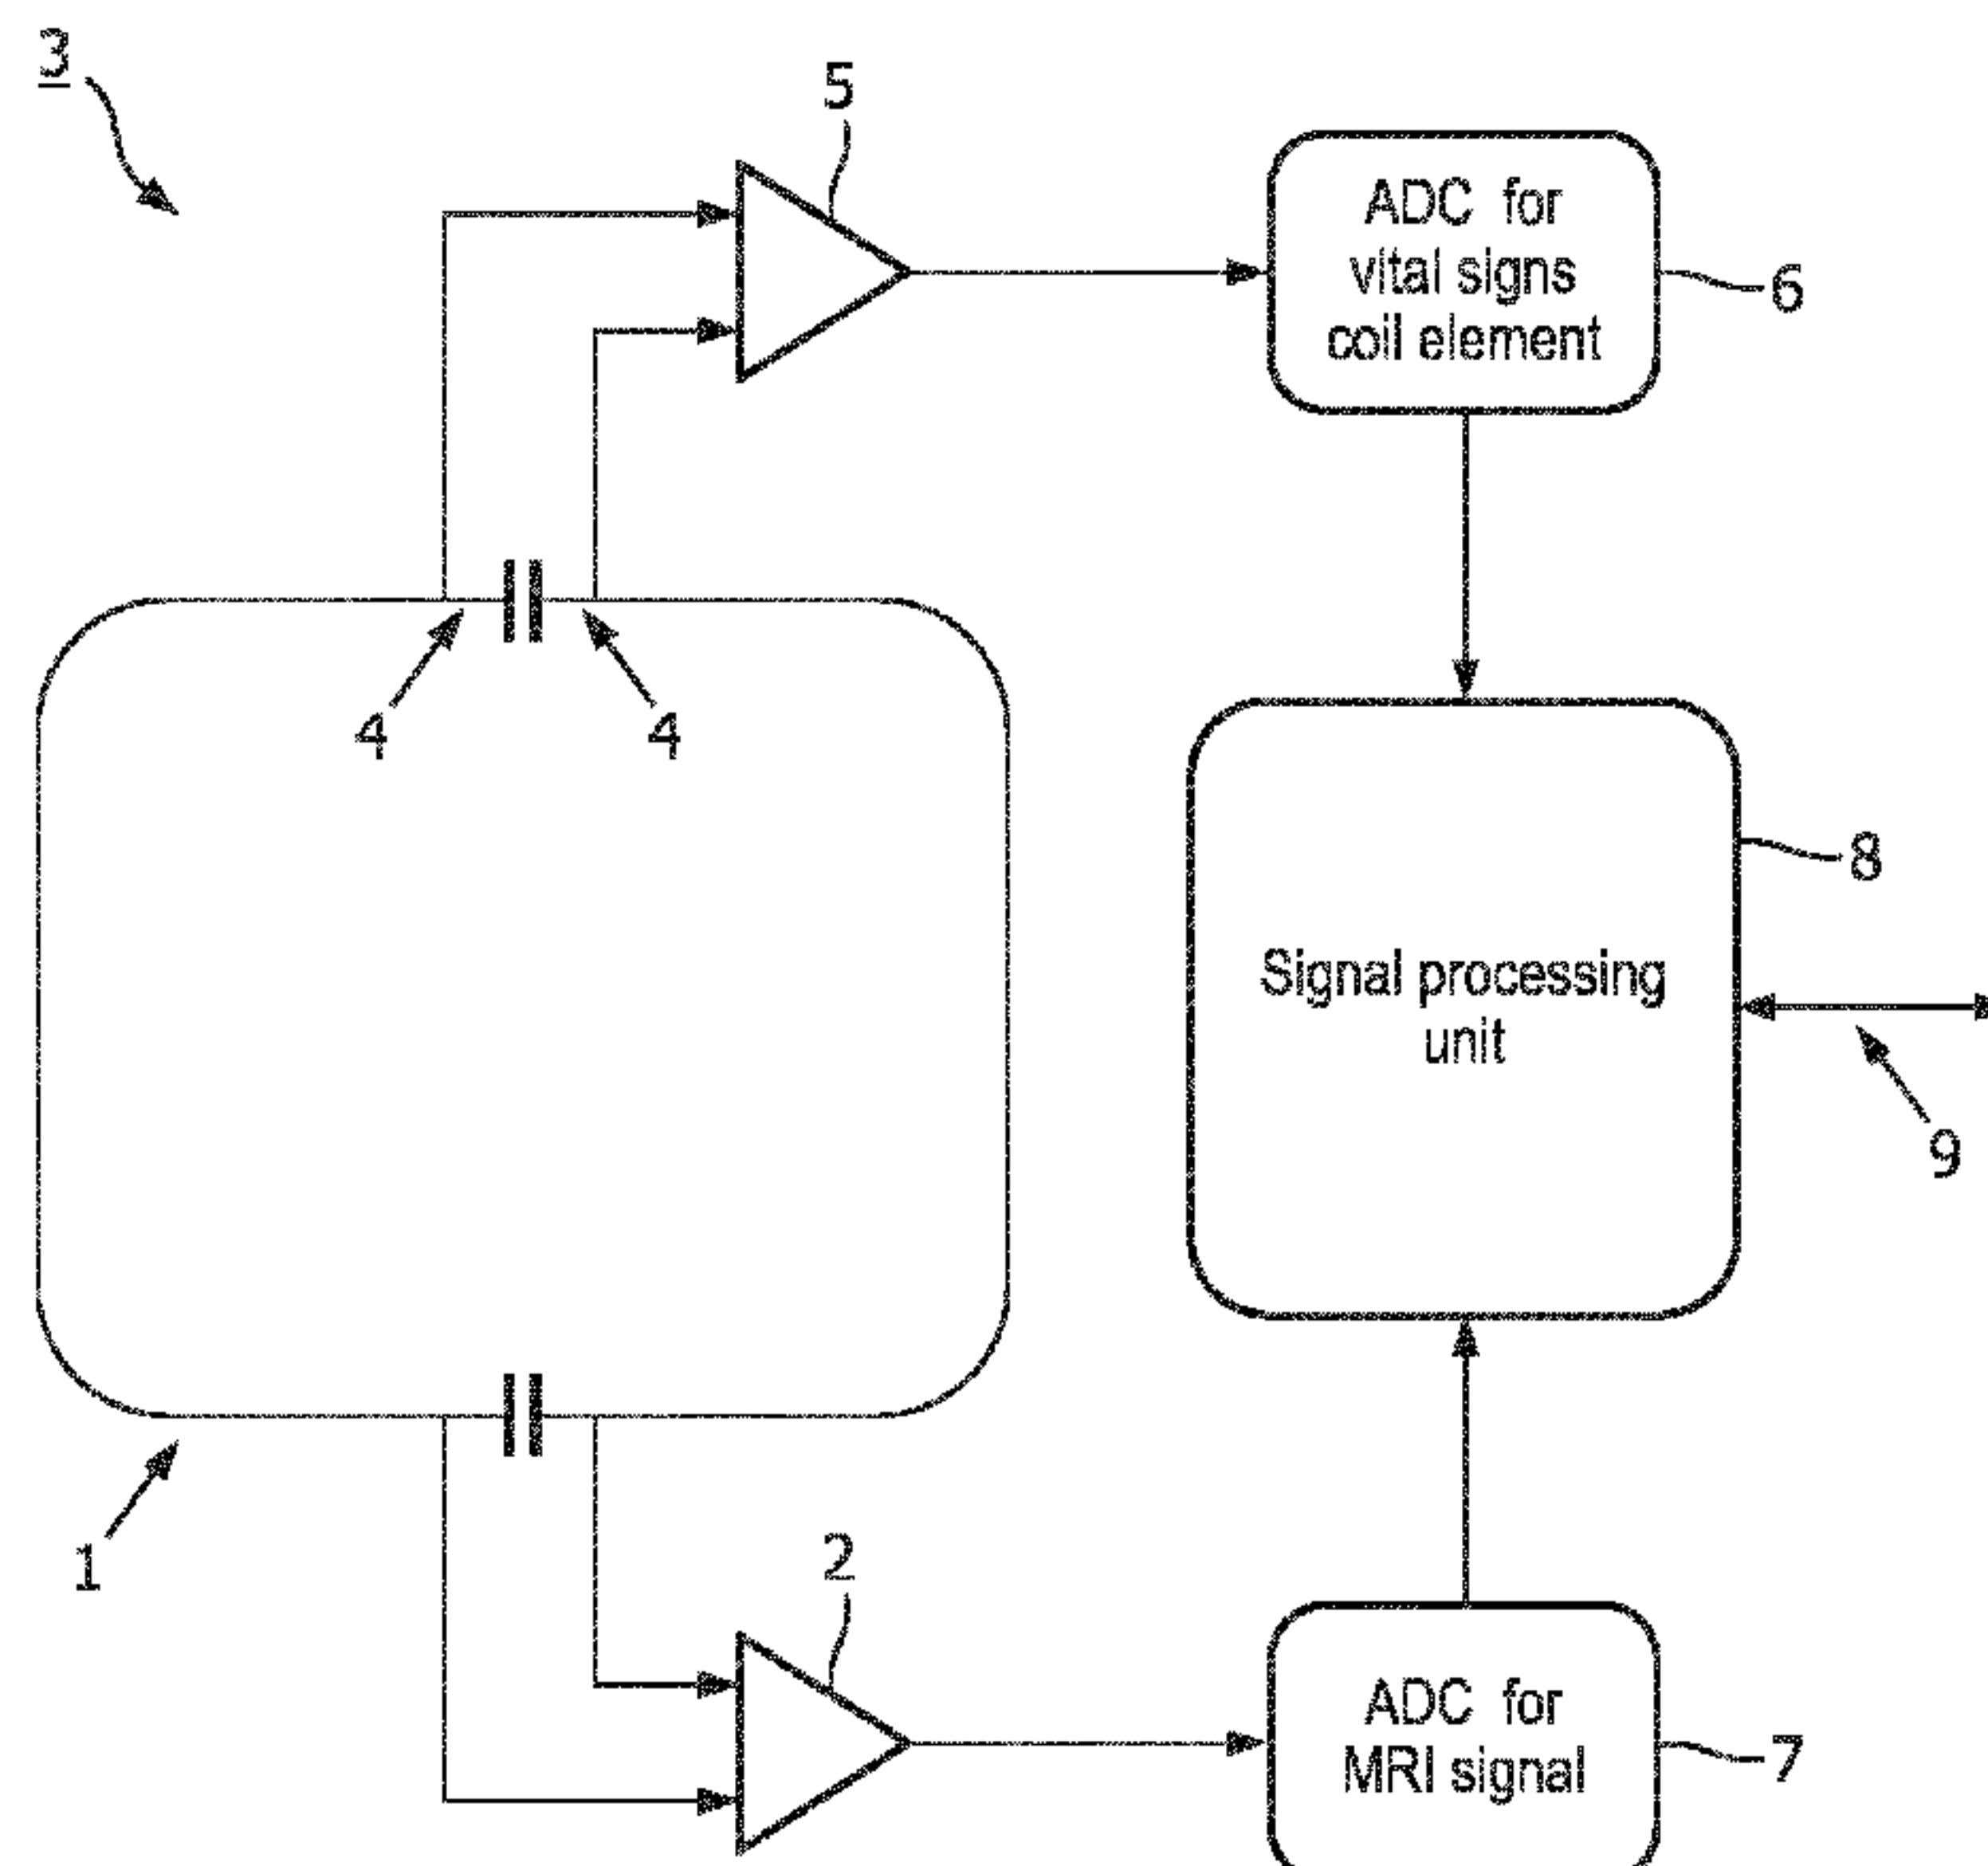 3
5
ADC for
vital signs
coil element
6
4
4
8
Signal processing
unit
9
1
2
ADC for
MRI signal
7